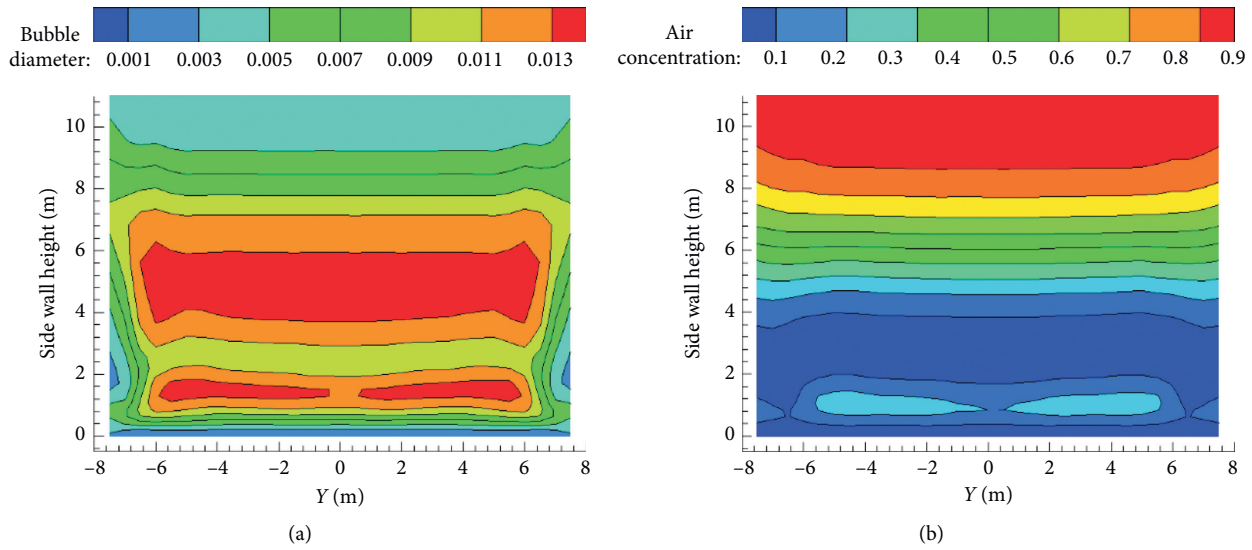 Bubble
diameter: 0.001 0.003 0.005 0.007 0.009 0.011 0.013
Side wall height (m)
10
8
6
4
2
0
−8 −6 −4 −2 0 2 4 6 8
Y (m)
(a)
Air
concentration: 0.1 0.2 0.3 0.4 0.5 0.6 0.7 0.8 0.9
Side wall height (m)
10
8
6
4
2
0
−8 −6 −4 −2 0 2 4 6 8
Y (m)
(b)